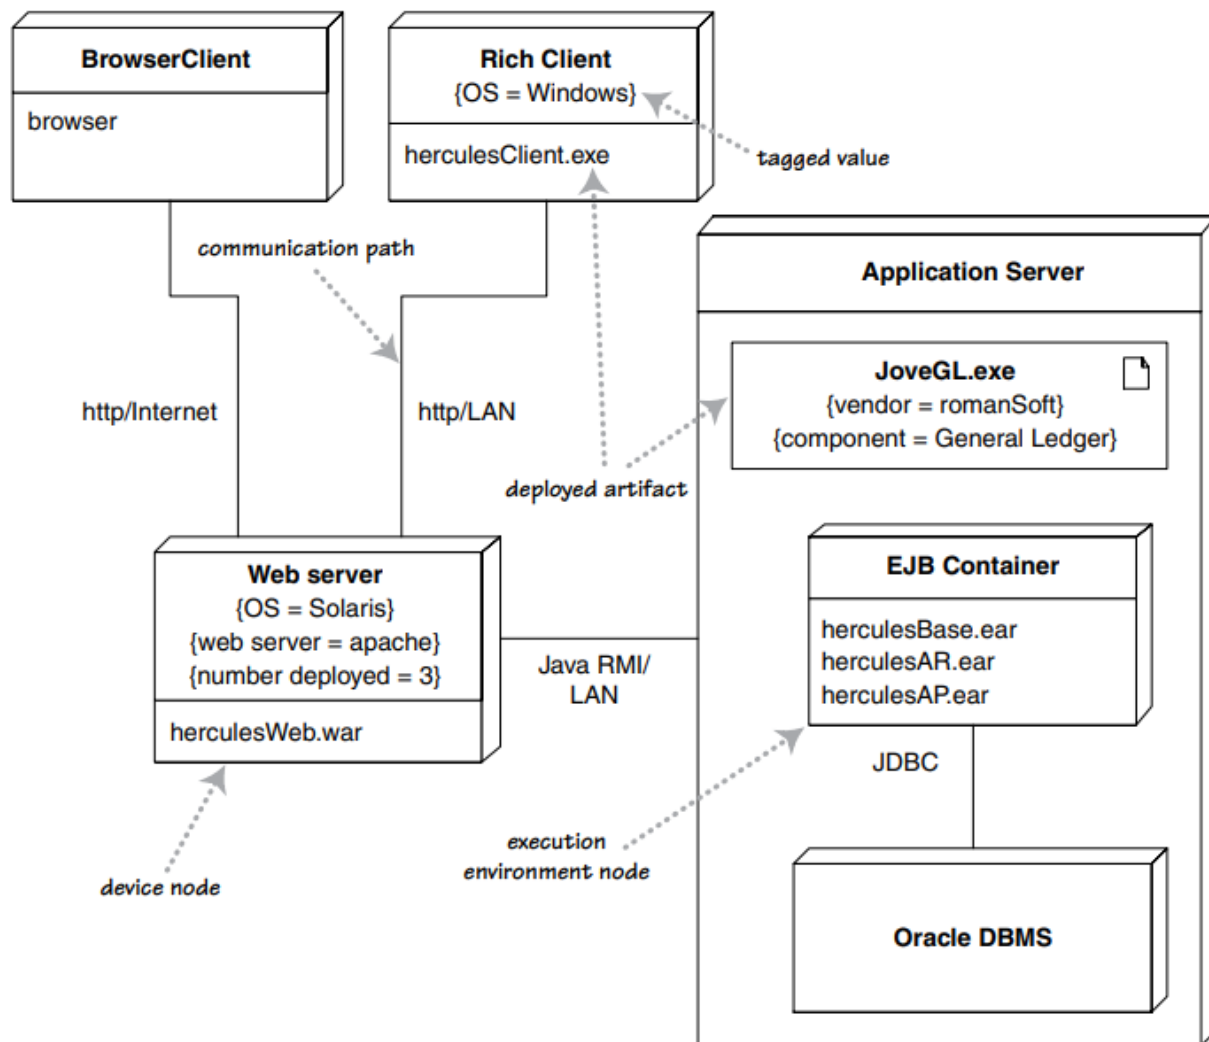 BrowserClient
browser
Rich Client
{OS = Windows}
herculesClient.exe
tagged value
communication path
http/Internet
http/LAN
deployed artifact
Application Server
JoveGL.exe
{vendor = romanSoft}
{component = General Ledger}
Web server
{OS = Solaris}
{web server = apache}
{number deployed = 3}
herculesWeb.war
Java RMI/
LAN
EJB Container
herculesBase.ear
herculesAR.ear
herculesAP.ear
JDBC
device node
execution
environment node
Oracle DBMS